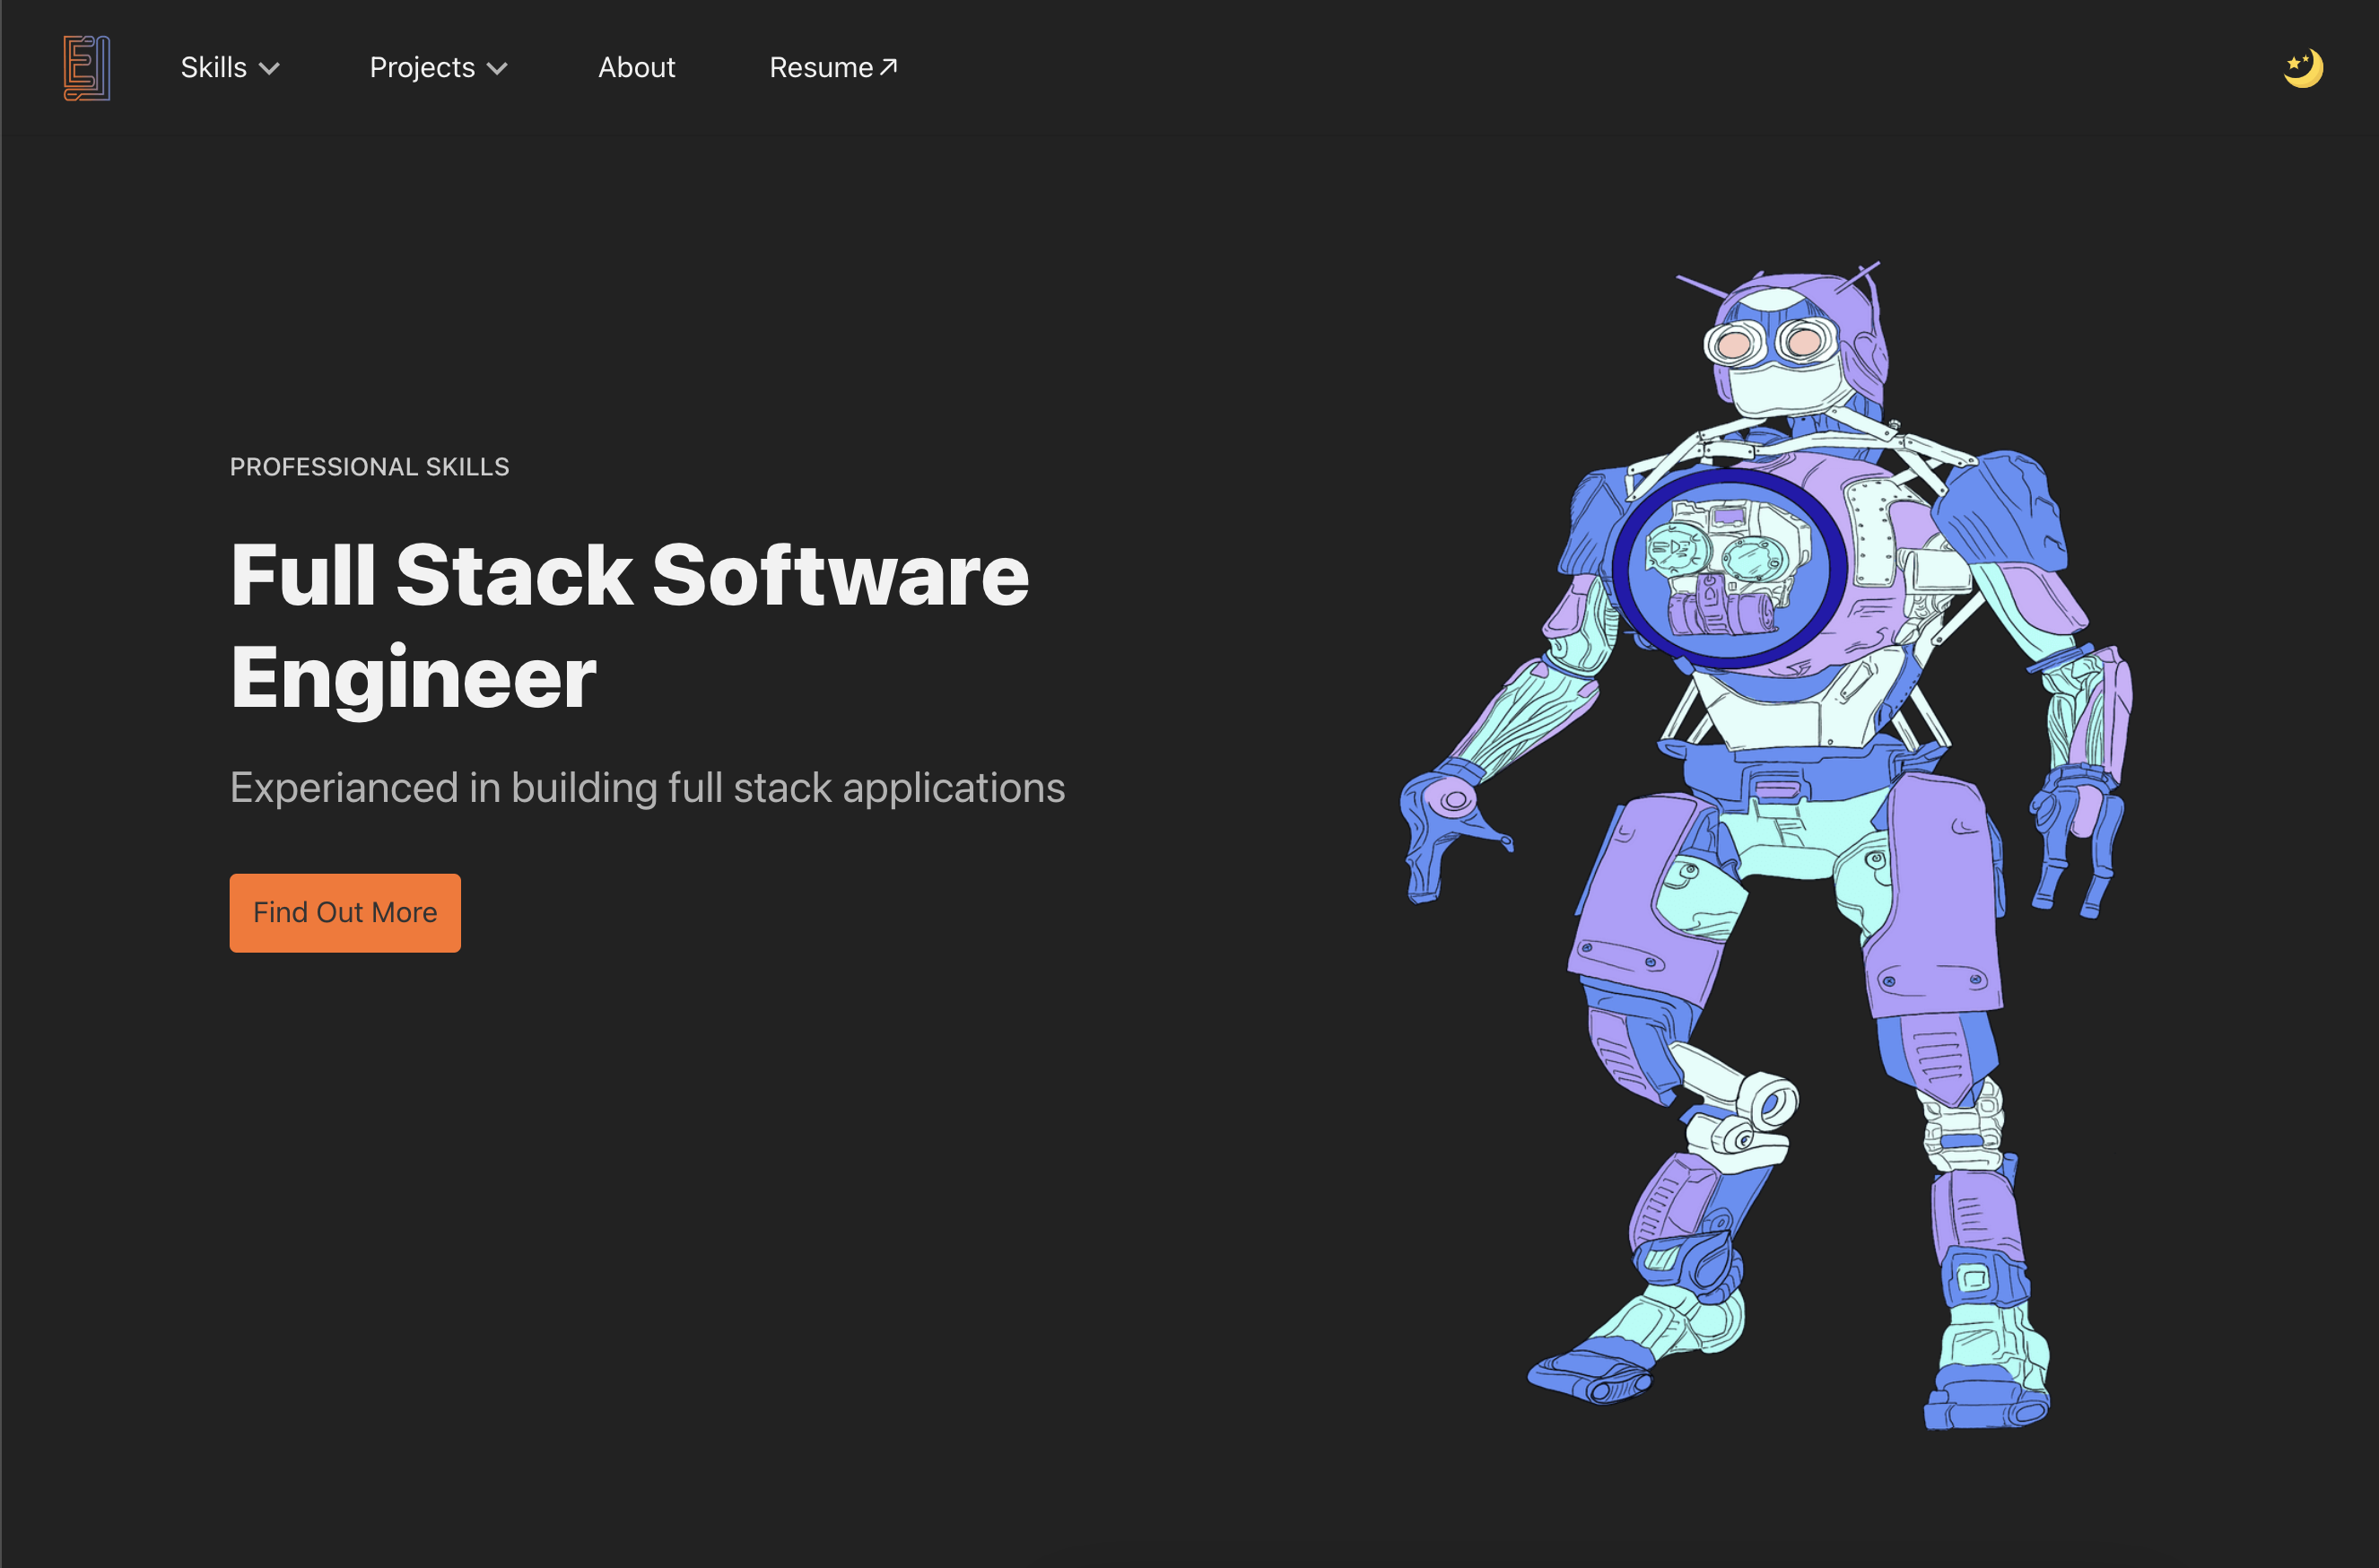 EJ
Skills
Projects
About
Resume
PROFESSIONAL SKILLS
Full Stack Software
Engineer
Experianced in building full stack applications
Find Out More